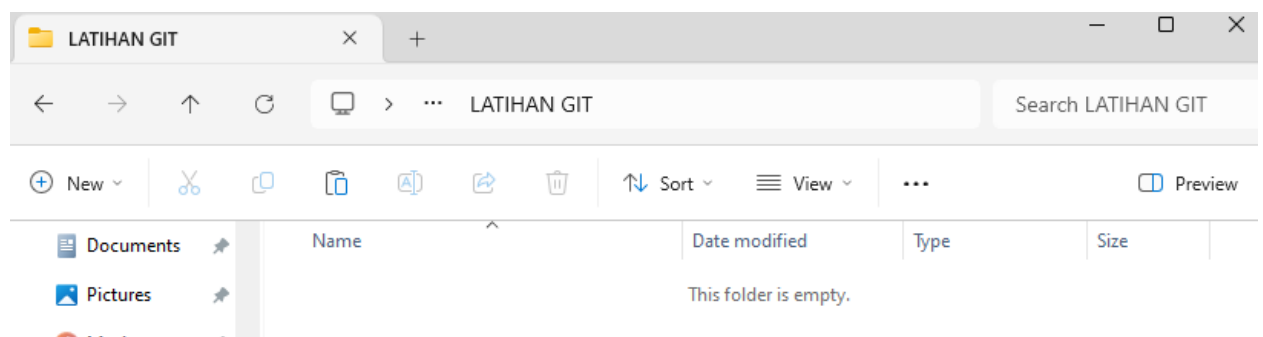 LATIHAN GIT
LATIHAN GIT
Search LATIHAN GIT
New
Sort
View
Preview
Documents
Name
Date modified
Type
Size
Pictures
This folder is empty.